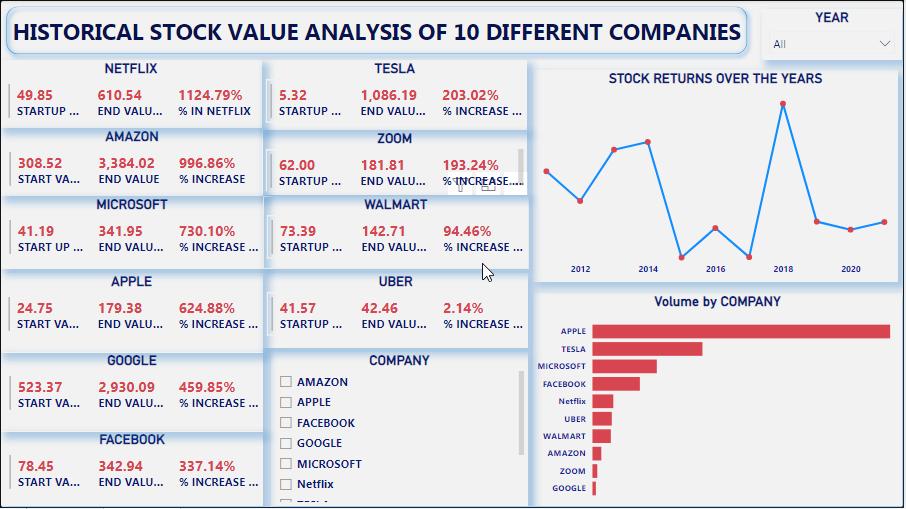 HISTORICAL STOCK VALUE ANALYSIS OF 10 DIFFERENT COMPANIES
YEAR
All
NETFLIX
49.85 610.54 1124.79%
STARTUP ... END VALU... % IN NETFLIX
AMAZON
308.52 3,384.02 996.86%
START VA... END VALUE % INCREASE
MICROSOFT
41.19 341.95 730.10%
START UP ... END VALU... % INCREASE ...
APPLE
24.75 179.38 624.88%
START VA... END VALU... % INCREASE ...
GOOGLE
523.37 2,930.09 459.85%
START VA... END VALU... % INCREASE ...
FACEBOOK
78.45 342.94 337.14%
START VA... END VALU... % INCREASE ...
TESLA
5.32 1,086.19 203.02%
STARTUP ... END VALU... % INCREASE ...
ZOOM
62.00 181.81 193.24%
STARTUP ... END VALU... % INCREASE...
WALMART
73.39 142.71 94.46%
STARTUP ... END VALU... % INCREASE ...
UBER
41.57 42.46 2.14%
STARTUP ... END VALU... % INCREASE ...
COMPANY
AMAZON
APPLE
FACEBOOK
GOOGLE
MICROSOFT
Netflix
STOCK RETURNS OVER THE YEARS
2012 2014 2016 2018 2020
Volume by COMPANY
APPLE
TESLA
MICROSOFT
FACEBOOK
Netflix
UBER
WALMART
AMAZON
ZOOM
GOOGLE